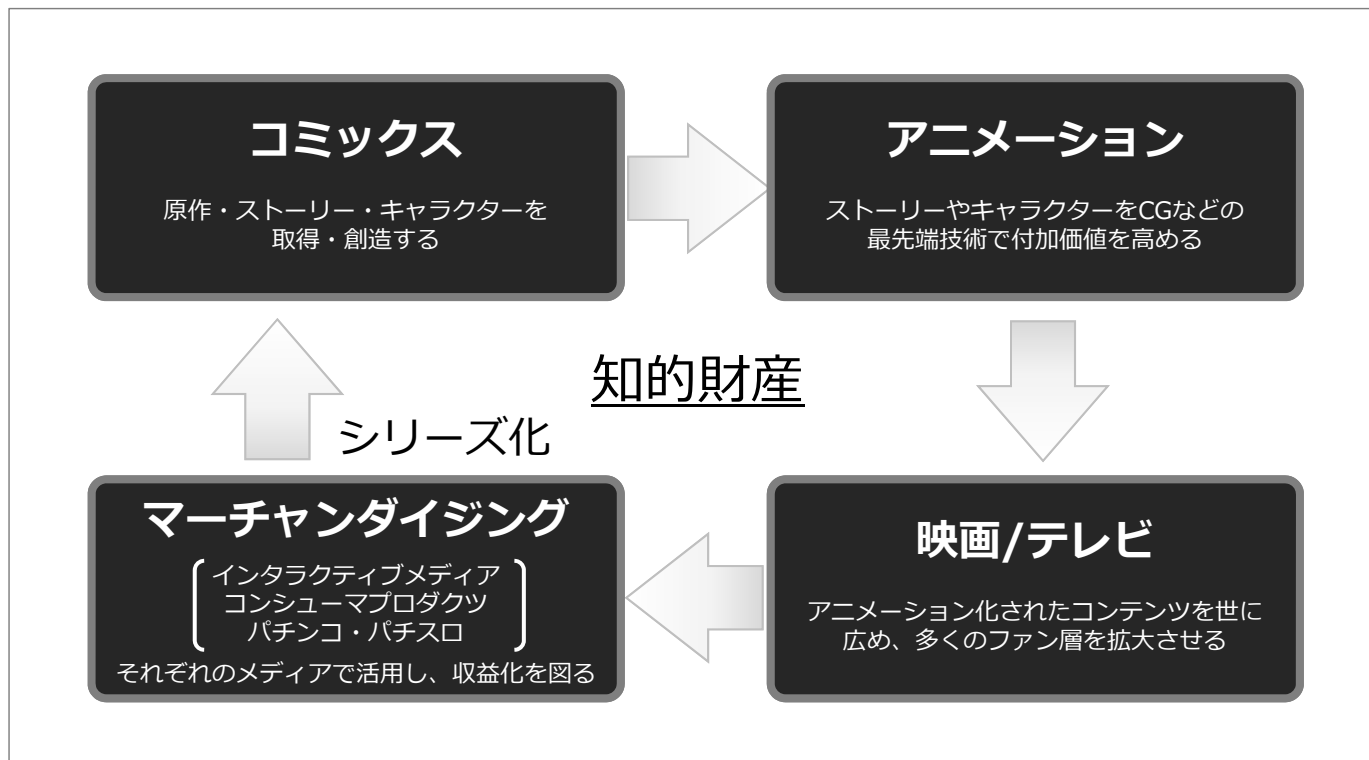 コミックス
原作・ストーリー・キャラクターを
取得・創造する
アニメーション
ストーリーやキャラクターをCGなどの
最先端技術で付加価値を高める
知的財産
シリーズ化
マーチャンダイジング
インタラクティブメディア
コンシューマプロダクツ
パチンコ・パチスロ
それぞれのメディアで活用し、収益化を図る
映画/テレビ
アニメーション化されたコンテンツを世に
広め、多くのファン層を拡大させる